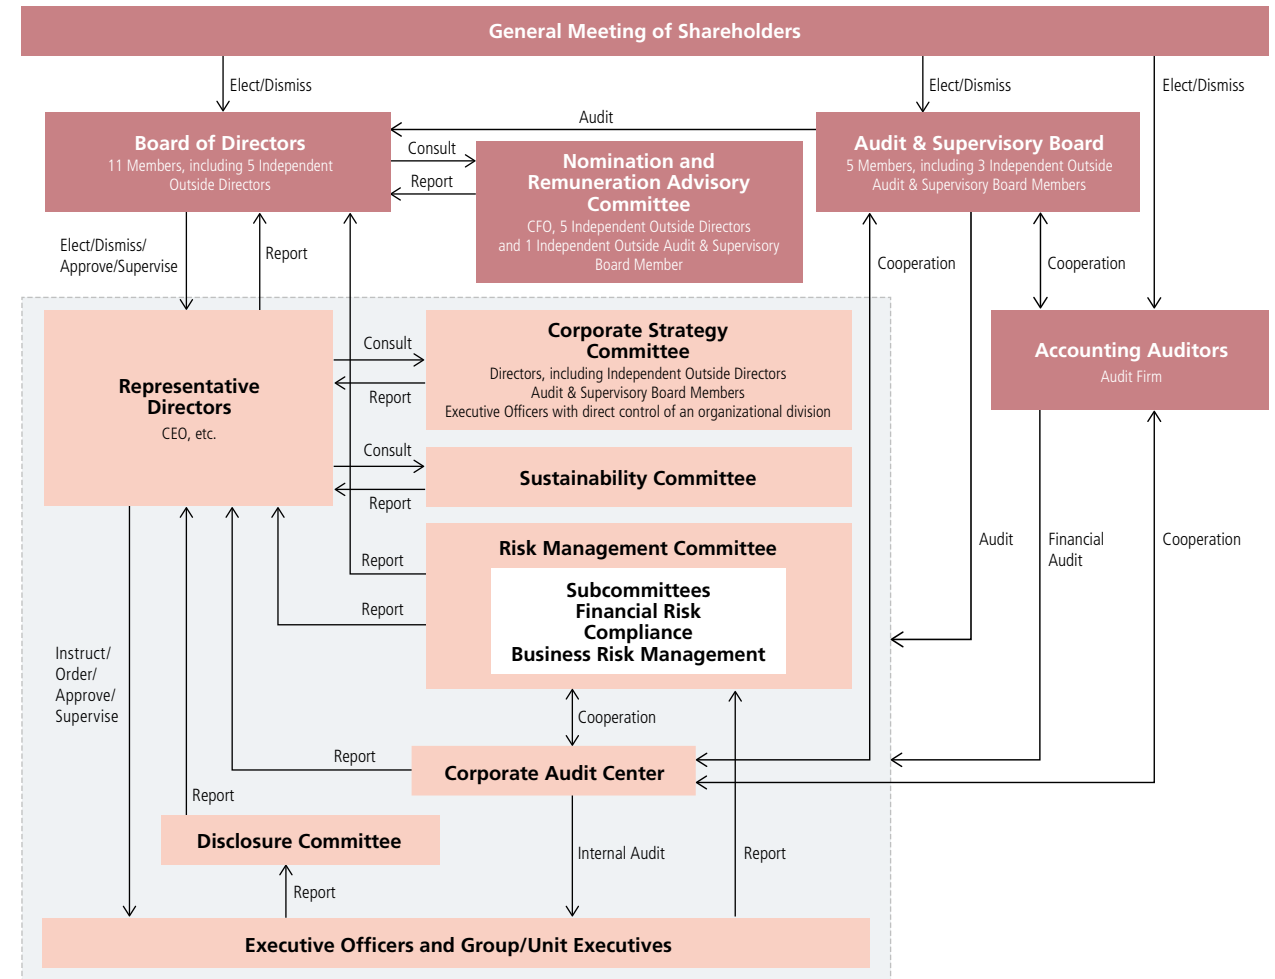 General Meeting of Shareholders
Elect/Dismiss
Elect/Dismiss
Elect/Dismiss
Audit
Board of Directors
11 Members, including 5 Independent
Outside Directors
Consult
Report
Nomination and
Remuneration Advisory
Committee
CFO, 5 Independent Outside Directors
and 1 Independent Outside Audit & Supervisory
Board Member
Audit & Supervisory Board
5 Members, including 3 Independent Outside
Audit & Supervisory Board Members
Elect/Dismiss/
Approve/Supervise
Report
Cooperation
Cooperation
Representative
Directors
CEO, etc.
Consult
Report
Corporate Strategy
Committee
Directors, including Independent Outside Directors
Audit & Supervisory Board Members
Executive Officers with direct control of an organizational division
Accounting Auditors
Audit Firm
Consult
Report
Sustainability Committee
Report
Report
Risk Management Committee
Subcommittees
Financial Risk
Compliance
Business Risk Management
Audit
Financial
Audit
Cooperation
Instruct/
Order/
Approve/
Supervise
Cooperation
Report
Corporate Audit Center
Report
Disclosure Committee
Internal Audit
Report
Report
Executive Officers and Group/Unit Executives